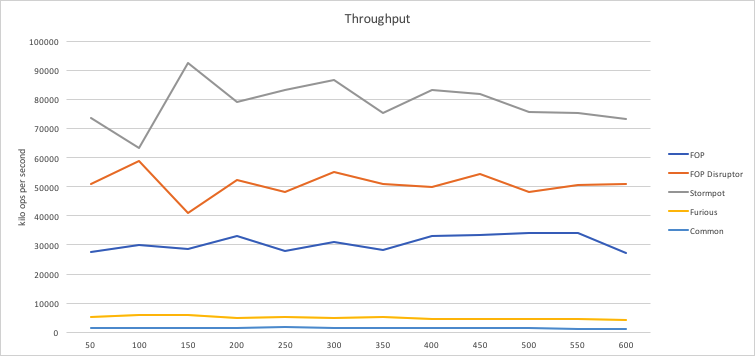 Throughput
100000
90000
80000
70000
60000
50000
40000
30000
20000
10000
0
kilo ops per second
50 100 150 200 250 300 350 400 450 500 550 600
FOP
FOP Disruptor
Stormpot
Furious
Common